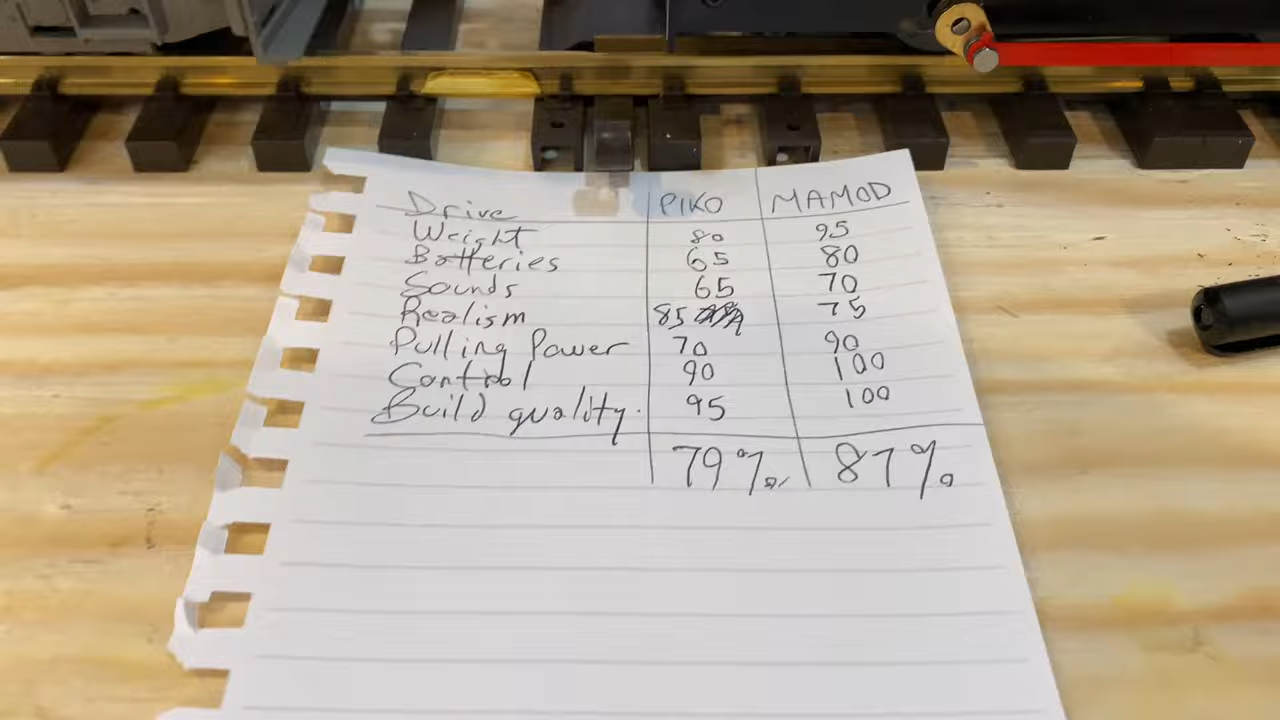 Drive PIKO MAMOD
Weight 80 95
Batteries 65 80
Sounds 65 70
Realism 85 75
Pulling Power 70 90
Control 90 100
Build quality. 95 100
79% 87%